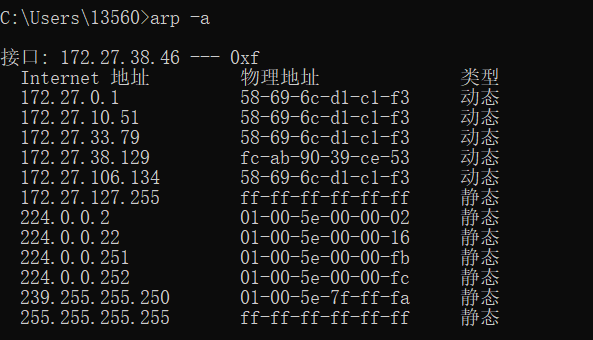 C:\Users\13560>arp -a
接口: 172.27.38.46 --- 0xf
Internet 地址 物理地址 类型
172.27.0.1 58-69-6c-d1-c1-f3 动态
172.27.10.51 58-69-6c-d1-c1-f3 动态
172.27.33.79 58-69-6c-d1-c1-f3 动态
172.27.38.129 fc-ab-90-39-ce-53 动态
172.27.106.134 58-69-6c-d1-c1-f3 动态
172.27.127.255 ff-ff-ff-ff-ff-ff 静态
224.0.0.2 01-00-5e-00-00-02 静态
224.0.0.22 01-00-5e-00-00-16 静态
224.0.0.251 01-00-5e-00-00-fb 静态
224.0.0.252 01-00-5e-00-00-fc 静态
239.255.255.250 01-00-5e-7f-ff-fa 静态
255.255.255.255 ff-ff-ff-ff-ff-ff 静态